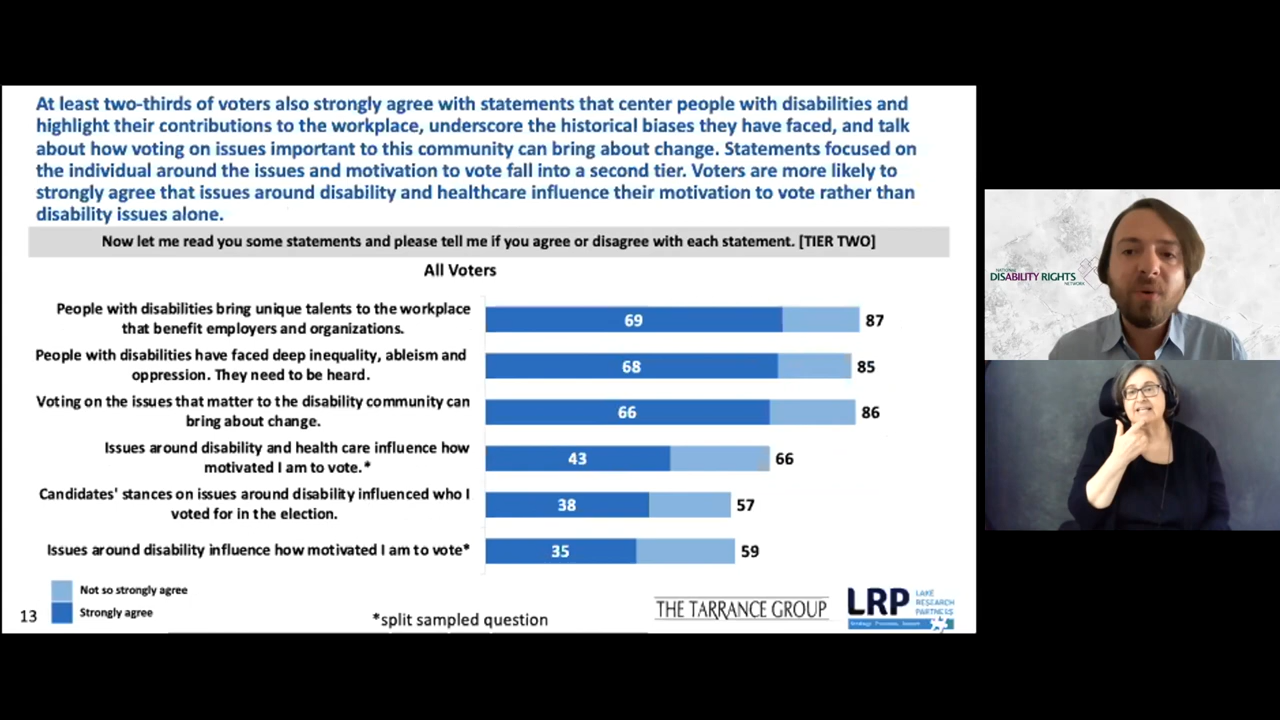 At least two-thirds of voters also strongly agree with statements that center people with disabilities and
highlight their contributions to the workplace, underscore the historical biases they have faced, and talk
about how voting on issues important to this community can bring about change. Statements focused on
the individual around the issues and motivation to vote fall into a second tier. Voters are more likely to
strongly agree that issues around disability and healthcare influence their motivation to vote rather than
disability issues alone.
Now let me read you some statements and please tell me if you agree or disagree with each statement. [TIER TWO]
All Voters
People with disabilities bring unique talents to the workplace
that benefit employers and organizations.
69
87
People with disabilities have faced deep inequality, ableism and
oppression. They need to be heard.
68
85
Voting on the issues that matter to the disability community can
bring about change.
66
86
Issues around disability and health care influence how
motivated I am to vote.*
43
66
Candidates' stances on issues around disability influenced who I
voted for in the election.
38
57
Issues around disability influence how motivated I am to vote*
35
59
Not so strongly agree
Strongly agree
13
*split sampled question
THE TARRANCE GROUP
LRP
LAKE
RESEARCH
PARTNERS
NATIONAL
DISABILITY RIGHTS
NETWORK